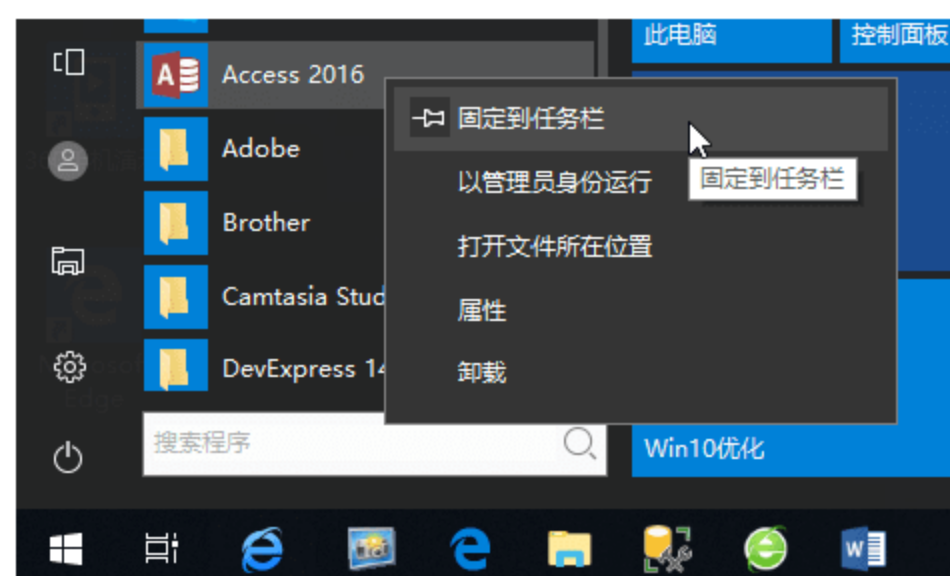 此电脑
控制面板
Access 2016
固定到任务栏
Adobe
以管理员身份运行
固定到任务栏
Brother
打开文件所在位置
Camtasia Stud
属性
DevExpress 14
卸载
Edge
搜索程序
Win10优化